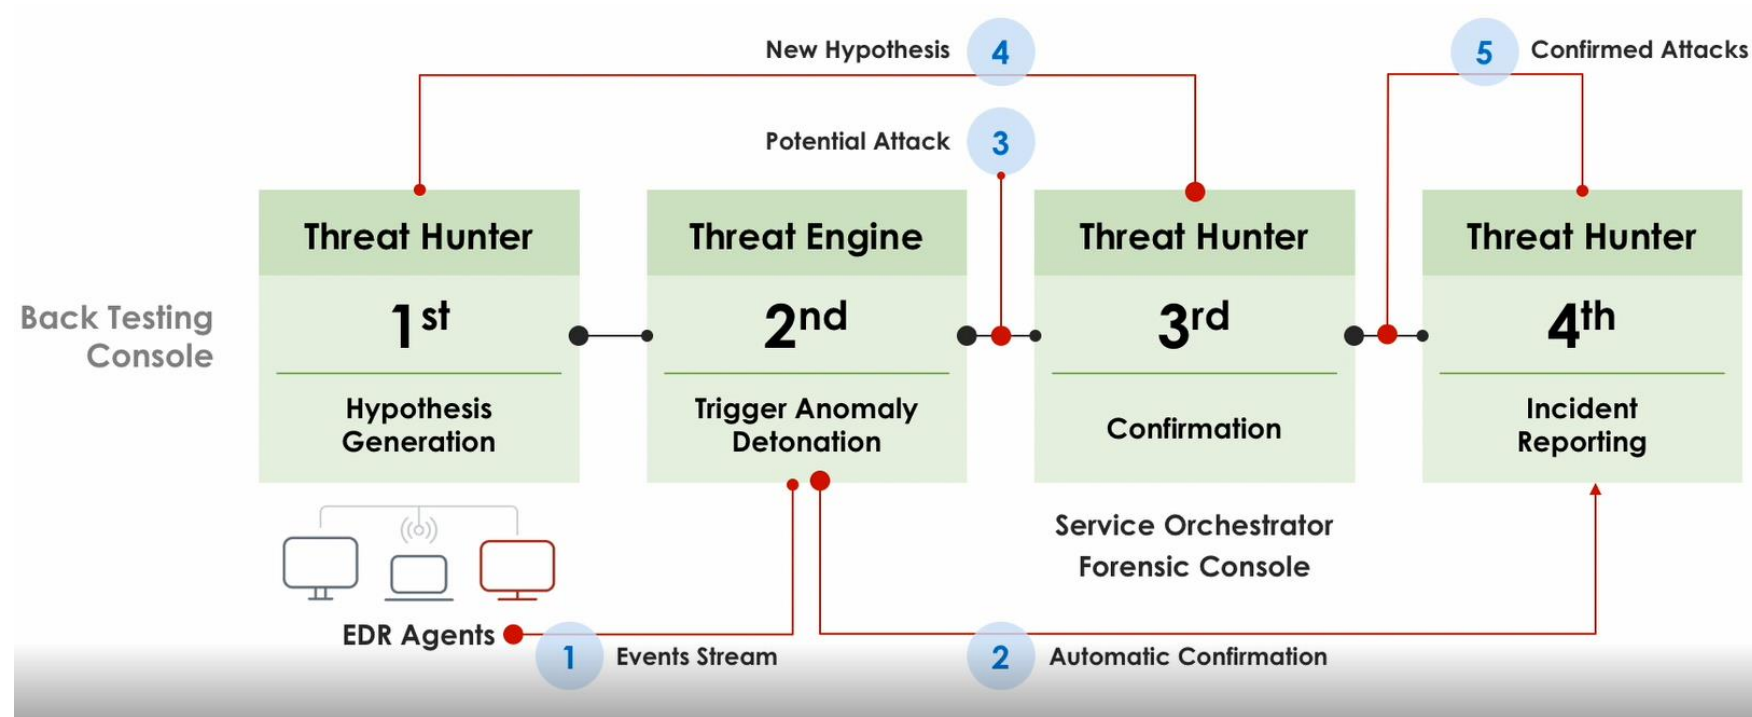 New Hypothesis
4
5
Confirmed Attacks
Potential Attack
3
Threat Hunter
Threat Engine
Threat Hunter
Threat Hunter
Back Testing
Console
1st
2nd
3rd
4th
Hypothesis
Generation
Trigger Anomaly
Detonation
Confirmation
Incident
Reporting
Service Orchestrator
Forensic Console
EDR Agents
1
Events Stream
2
Automatic Confirmation